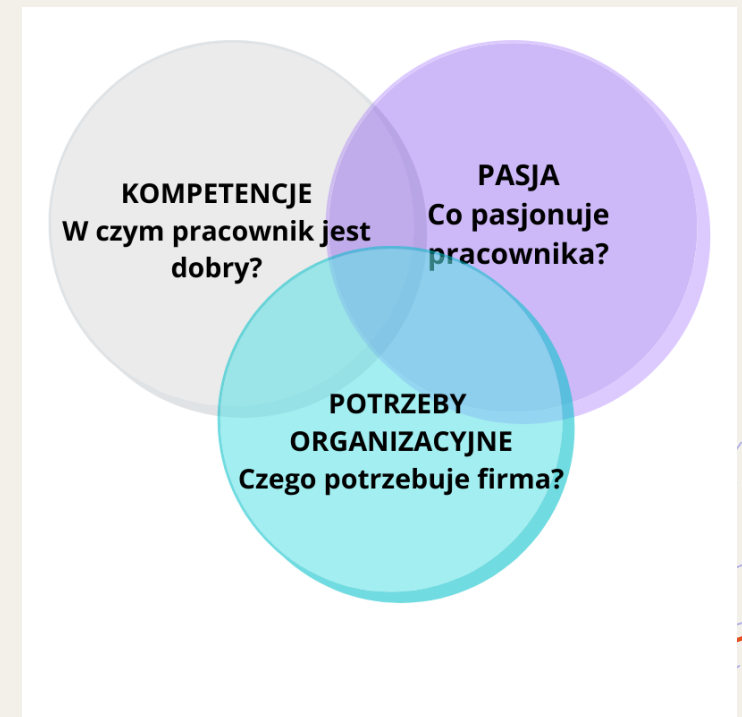 KOMPETENCJE
W czym pracownik jest
dobry?
PASJA
Co pasjonuje
pracownika?
POTRZEBY
ORGANIZACYJNE
Czego potrzebuje firma?